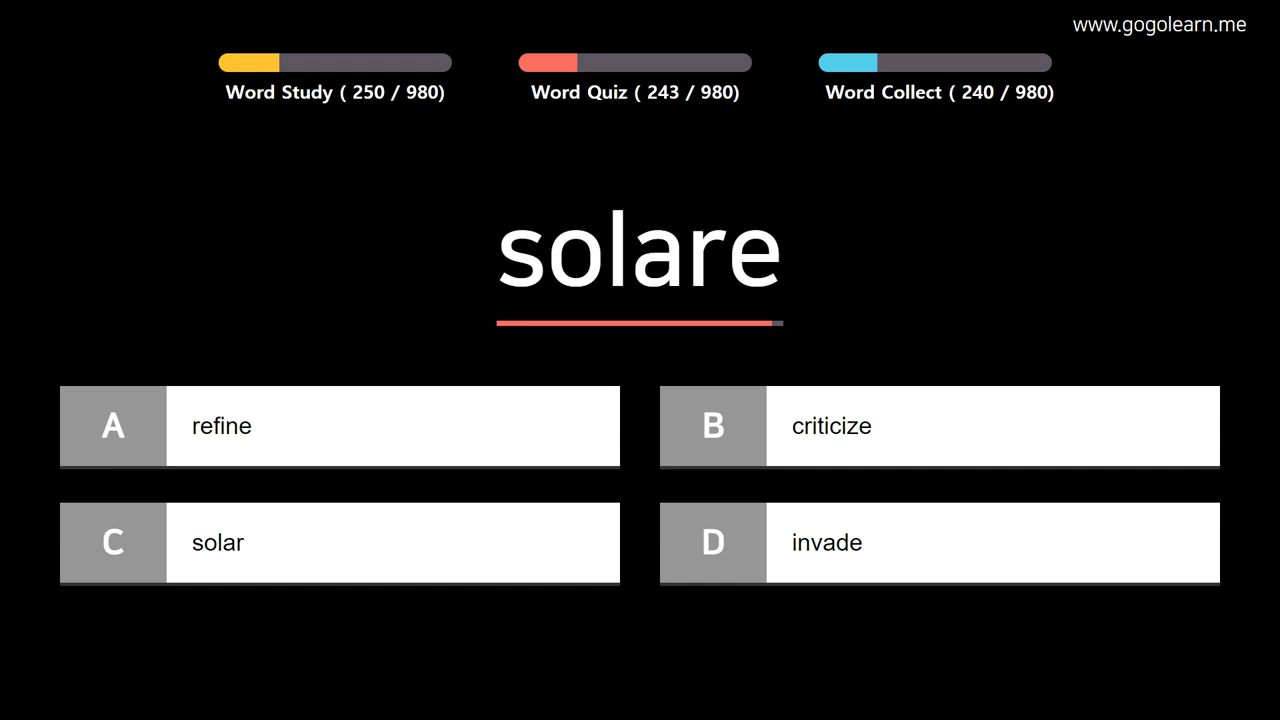 www.gogolearn.me
Word Study ( 250 / 980)
Word Quiz ( 243 / 980)
Word Collect ( 240 / 980)
solare
A
refine
B
criticize
C
solar
D
invade